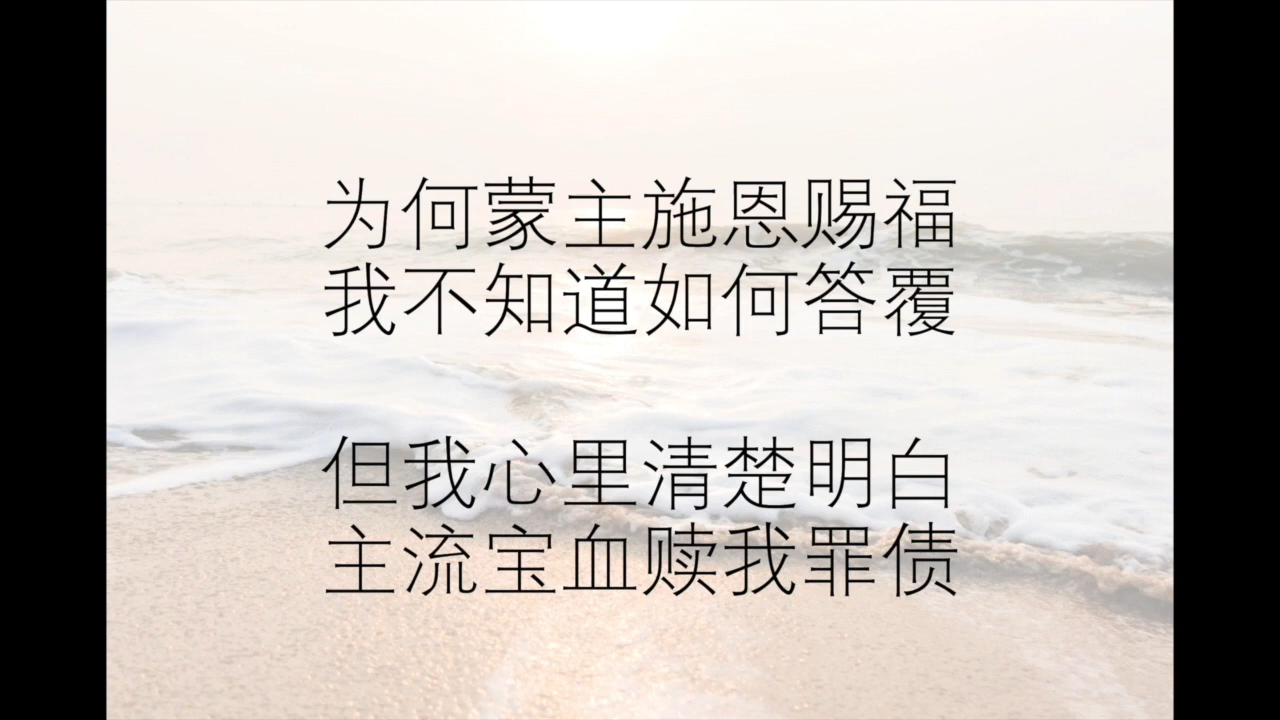 为何蒙主施恩赐福
我不知道如何答覆
但我心里清楚明白
主流宝血赎我罪债